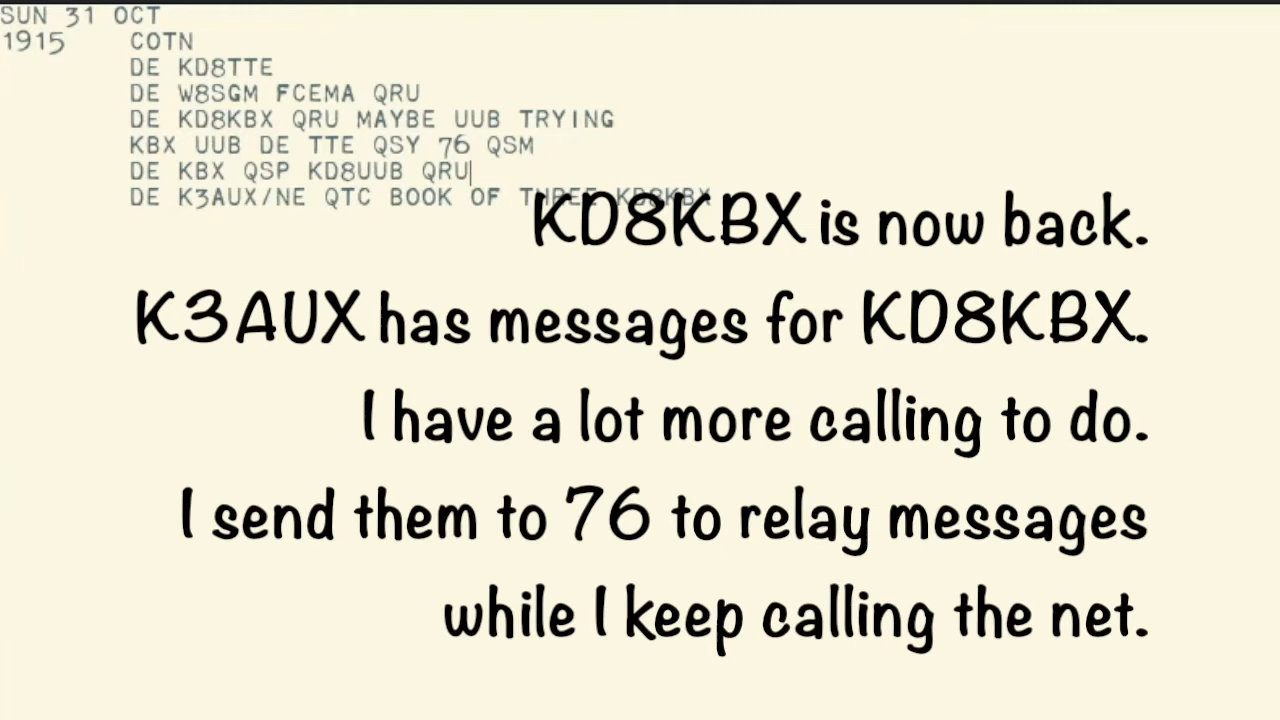 SUN 31 OCT
1915 COTN
DE KD8TTE
DE W8SGM FCEMA QRU
DE KD8KBX QRU MAYBE UUB TRYING
KBX UUB DE TTE QSY 76 QSM
DE KBX QSP KD8UUB QRU
DE K3AUX/NE QTC BOOK OF THREE KD8KBX
KD8KBX is now back.
K3AUX has messages for KD8KBX.
I have a lot more calling to do.
I send them to 76 to relay messages
while I keep calling the net.